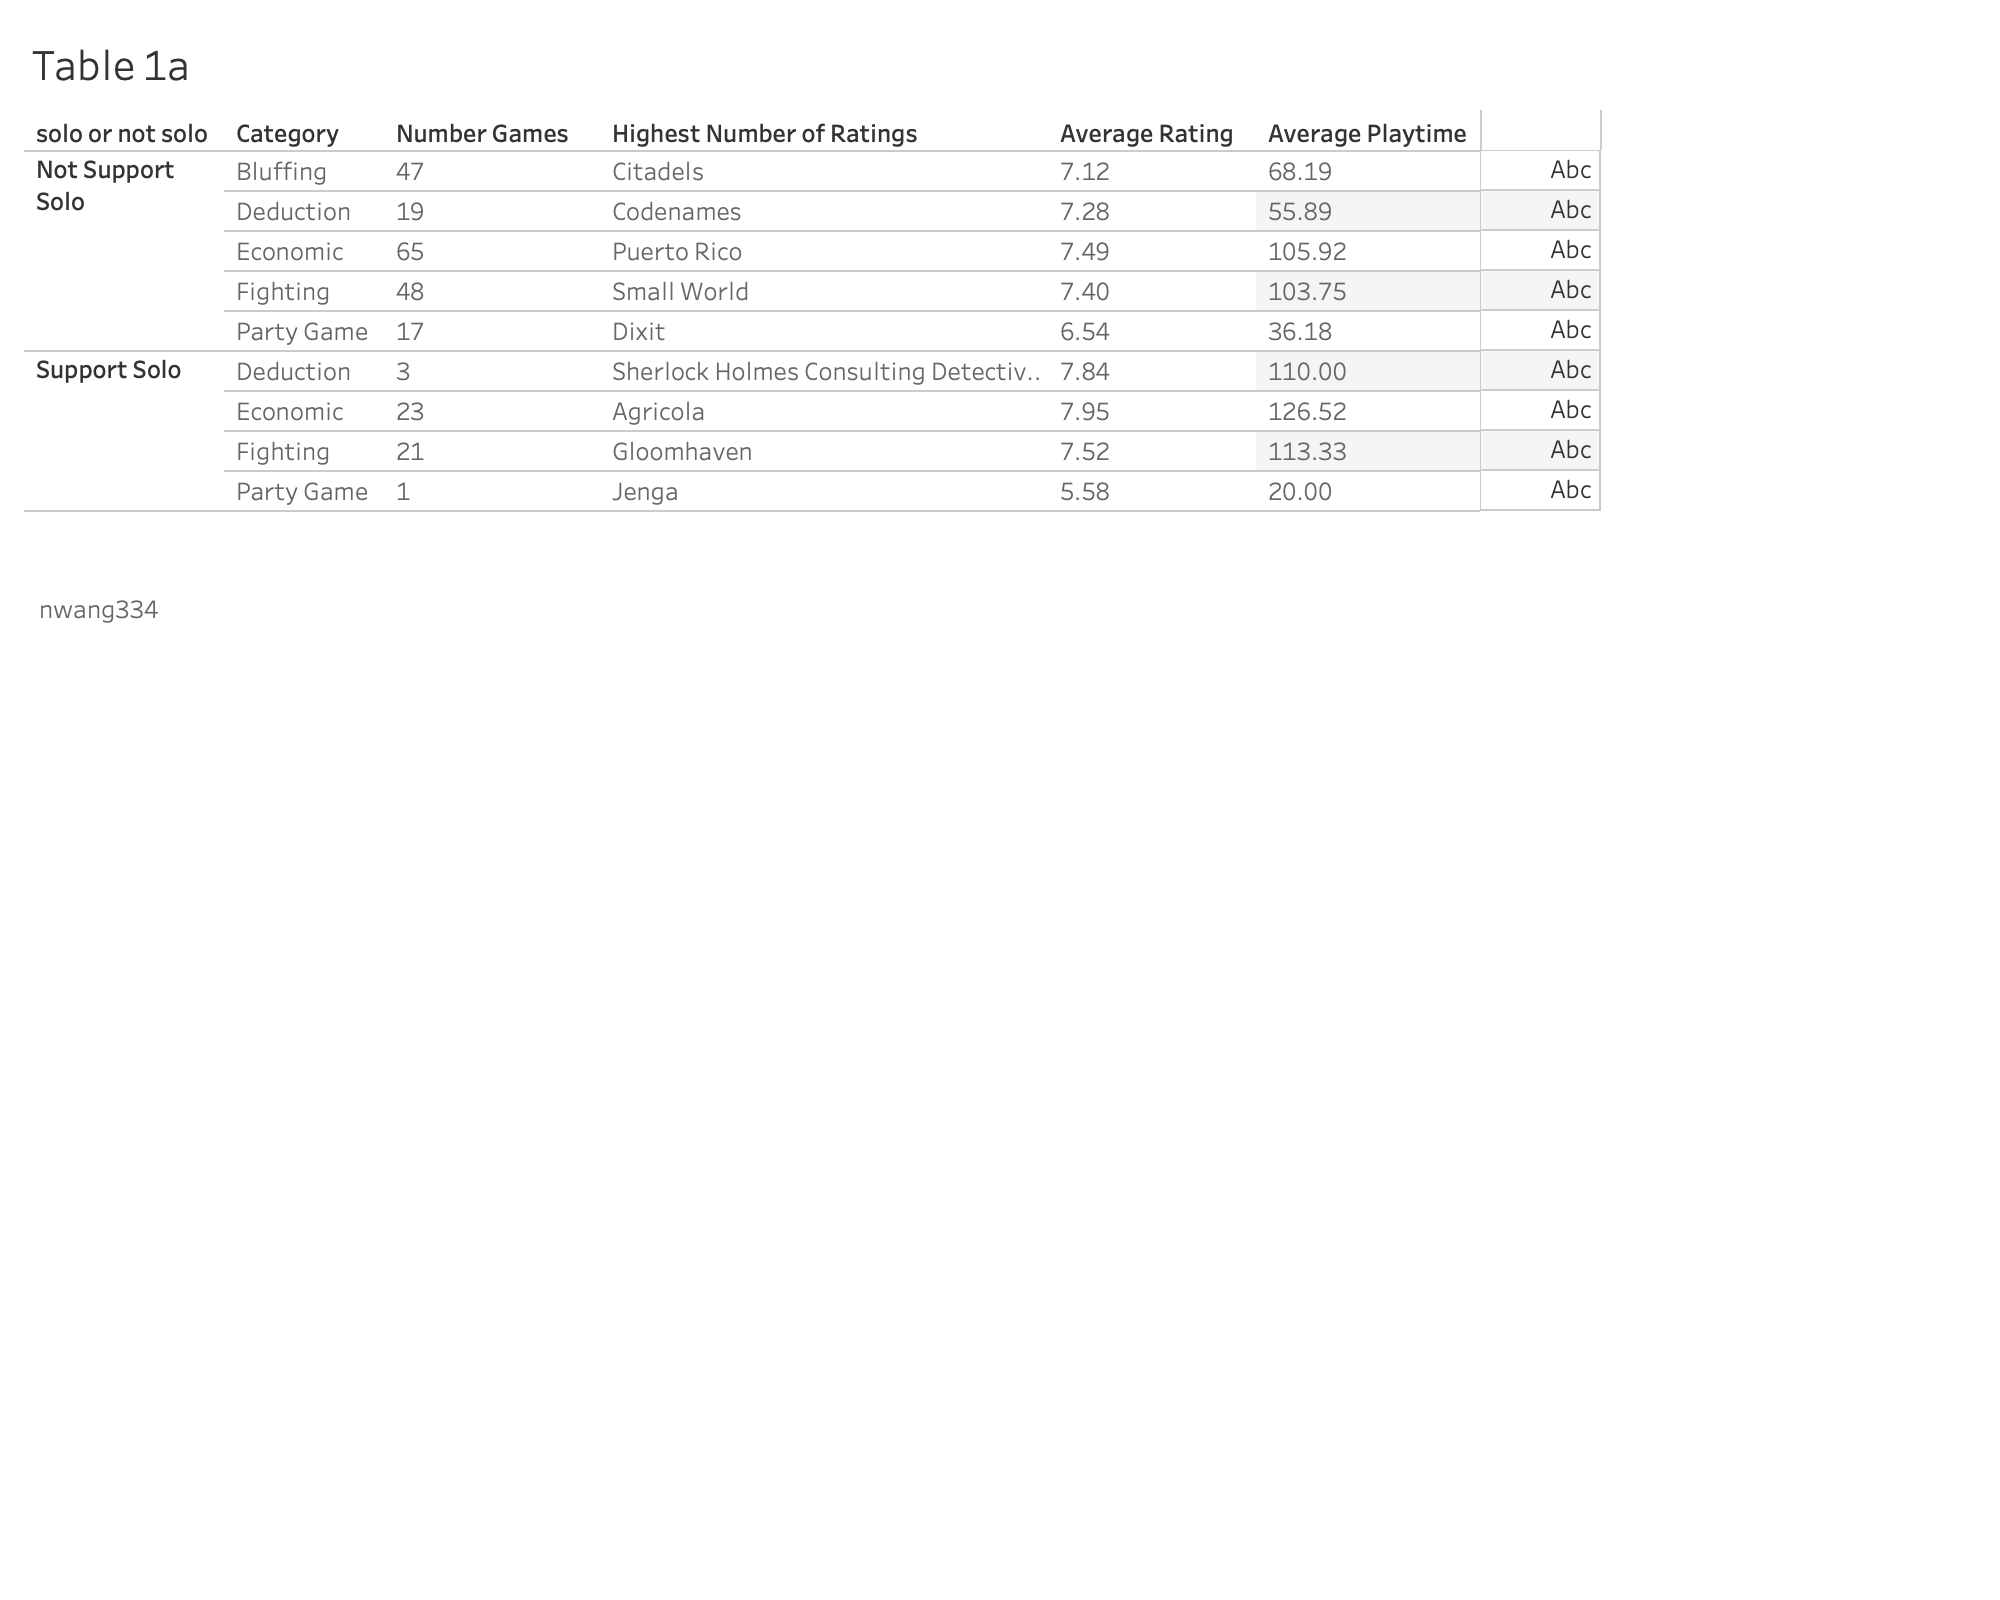 Table 1a
solo or not solo Category Number Games Highest Number of Ratings Average Rating Average Playtime
Not Support Solo Bluffing 47 Citadels 7.12 68.19 Abc
Deduction 19 Codenames 7.28 55.89 Abc
Economic 65 Puerto Rico 7.49 105.92 Abc
Fighting 48 Small World 7.40 103.75 Abc
Party Game 17 Dixit 6.54 36.18 Abc
Support Solo Deduction 3 Sherlock Holmes Consulting Detectiv.. 7.84 110.00 Abc
Economic 23 Agricola 7.95 126.52 Abc
Fighting 21 Gloomhaven 7.52 113.33 Abc
Party Game 1 Jenga 5.58 20.00 Abc
nwang334